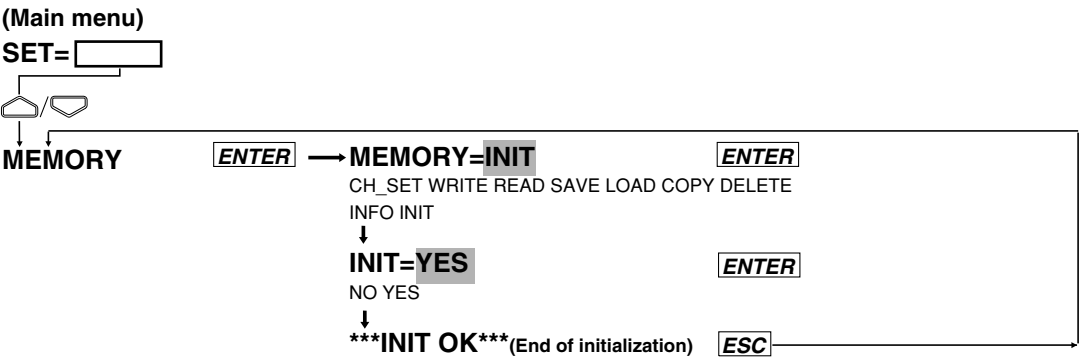 (Main menu)
SET=
MEMORY ENTER MEMORY=INIT ENTER
CH_SET WRITE READ SAVE LOAD COPY DELETE
INFO INIT
INIT=YES ENTER
NO YES
***INIT OK***(End of initialization) ESC